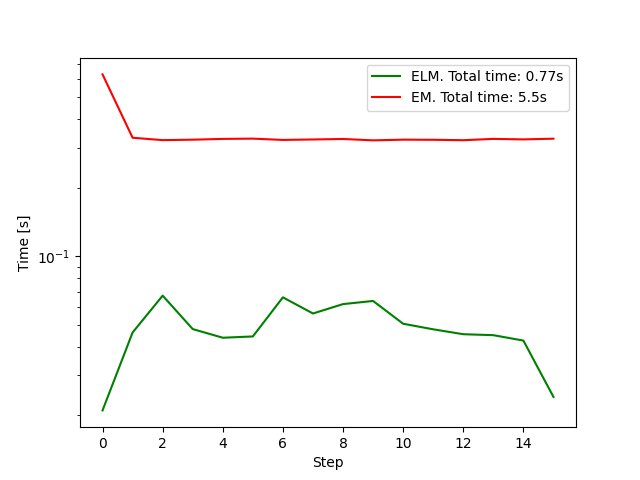 ELM. Total time: 0.77s
EM. Total time: 5.5s
Time [s]
10⁻¹
0 2 4 6 8 10 12 14
Step